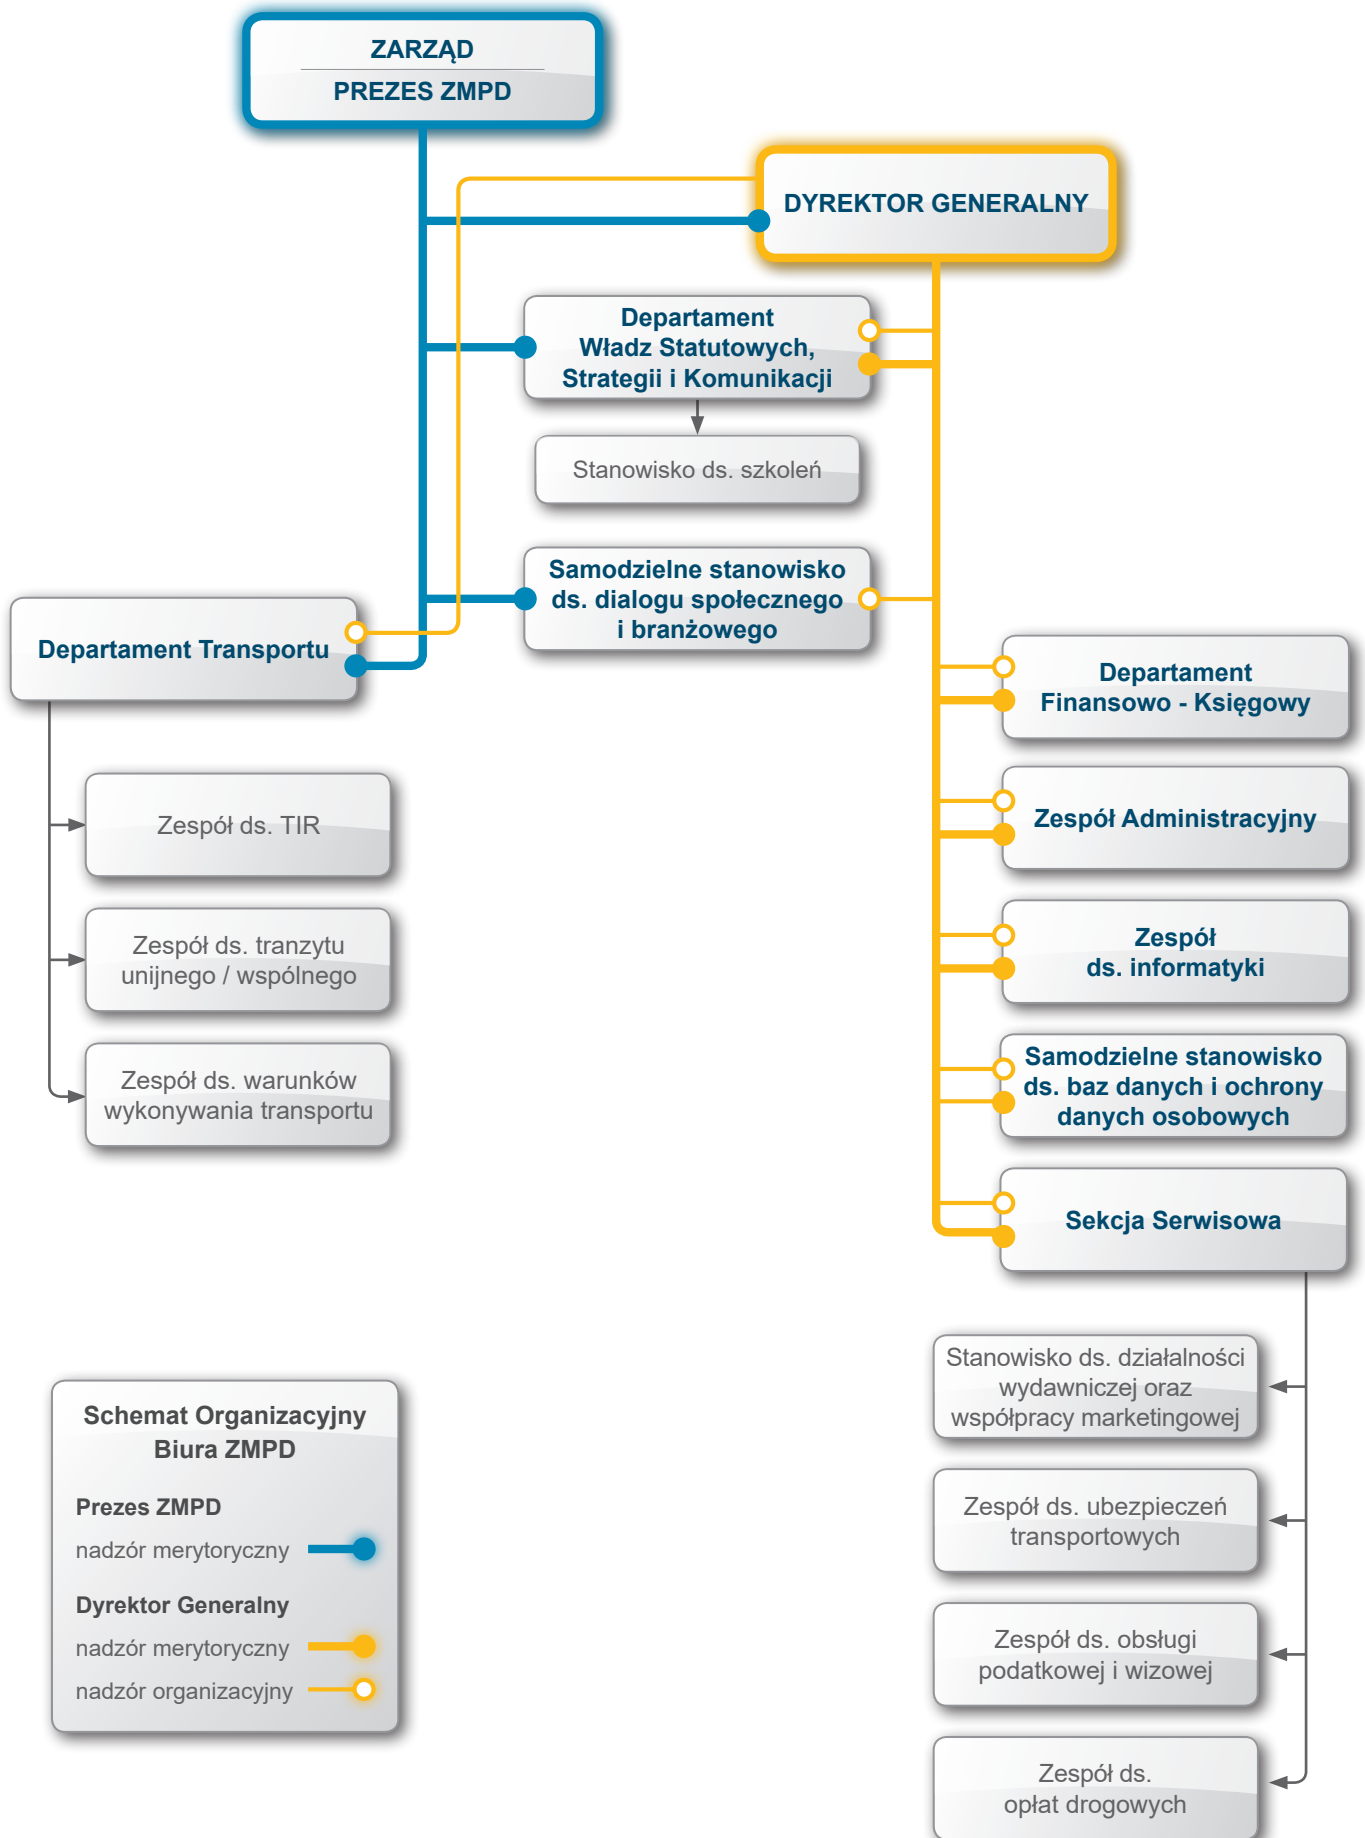 ZARZĄD
PREZES ZMPD
DYREKTOR GENERALNY
Departament
Władz Statutowych,
Strategii i Komunikacji
Stanowisko ds. szkoleń
Samodzielne stanowisko
ds. dialogu społecznego
i branżowego
Departament Transportu
Zespół ds. TIR
Zespół ds. tranzytu
unijnego / wspólnego
Zespół ds. warunków
wykonywania transportu
Departament
Finansowo - Księgowy
Zespół Administracyjny
Zespół
ds. informatyki
Samodzielne stanowisko
ds. baz danych i ochrony
danych osobowych
Sekcja Serwisowa
Stanowisko ds. działalności
wydawniczej oraz
współpracy marketingowej
Zespół ds. ubezpieczeń
transportowych
Zespół ds. obsługi
podatkowej i wizowej
Zespół ds.
opłat drogowych
Schemat Organizacyjny
Biura ZMPD
Prezes ZMPD
nadzór merytoryczny
Dyrektor Generalny
nadzór merytoryczny
nadzór organizacyjny